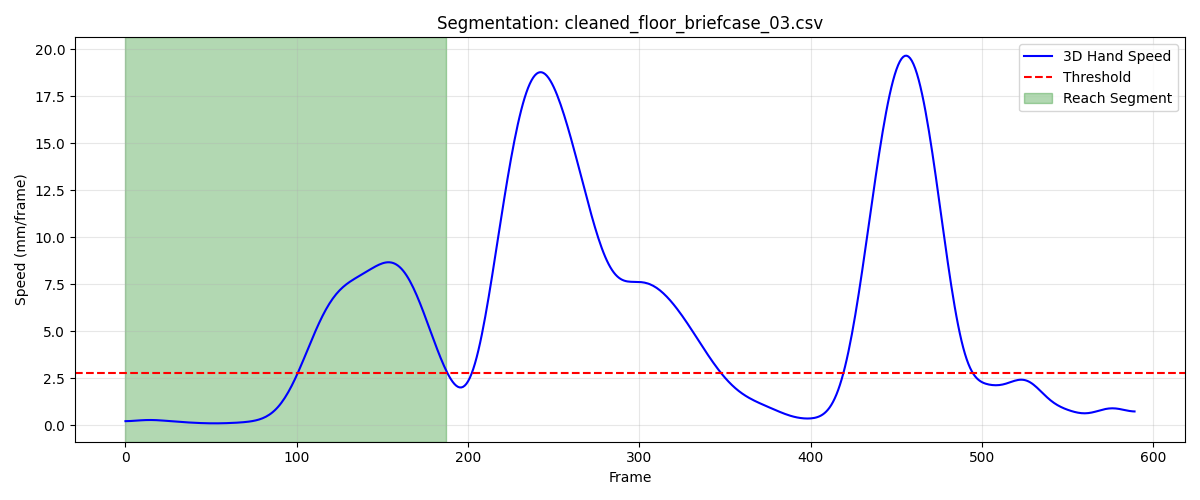 Segmentation: cleaned_floor_briefcase_03.csv
3D Hand Speed
Threshold
Reach Segment
Speed (mm/frame)
20.0
17.5
15.0
12.5
10.0
7.5
5.0
2.5
0.0
0 100 200 300 400 500 600
Frame